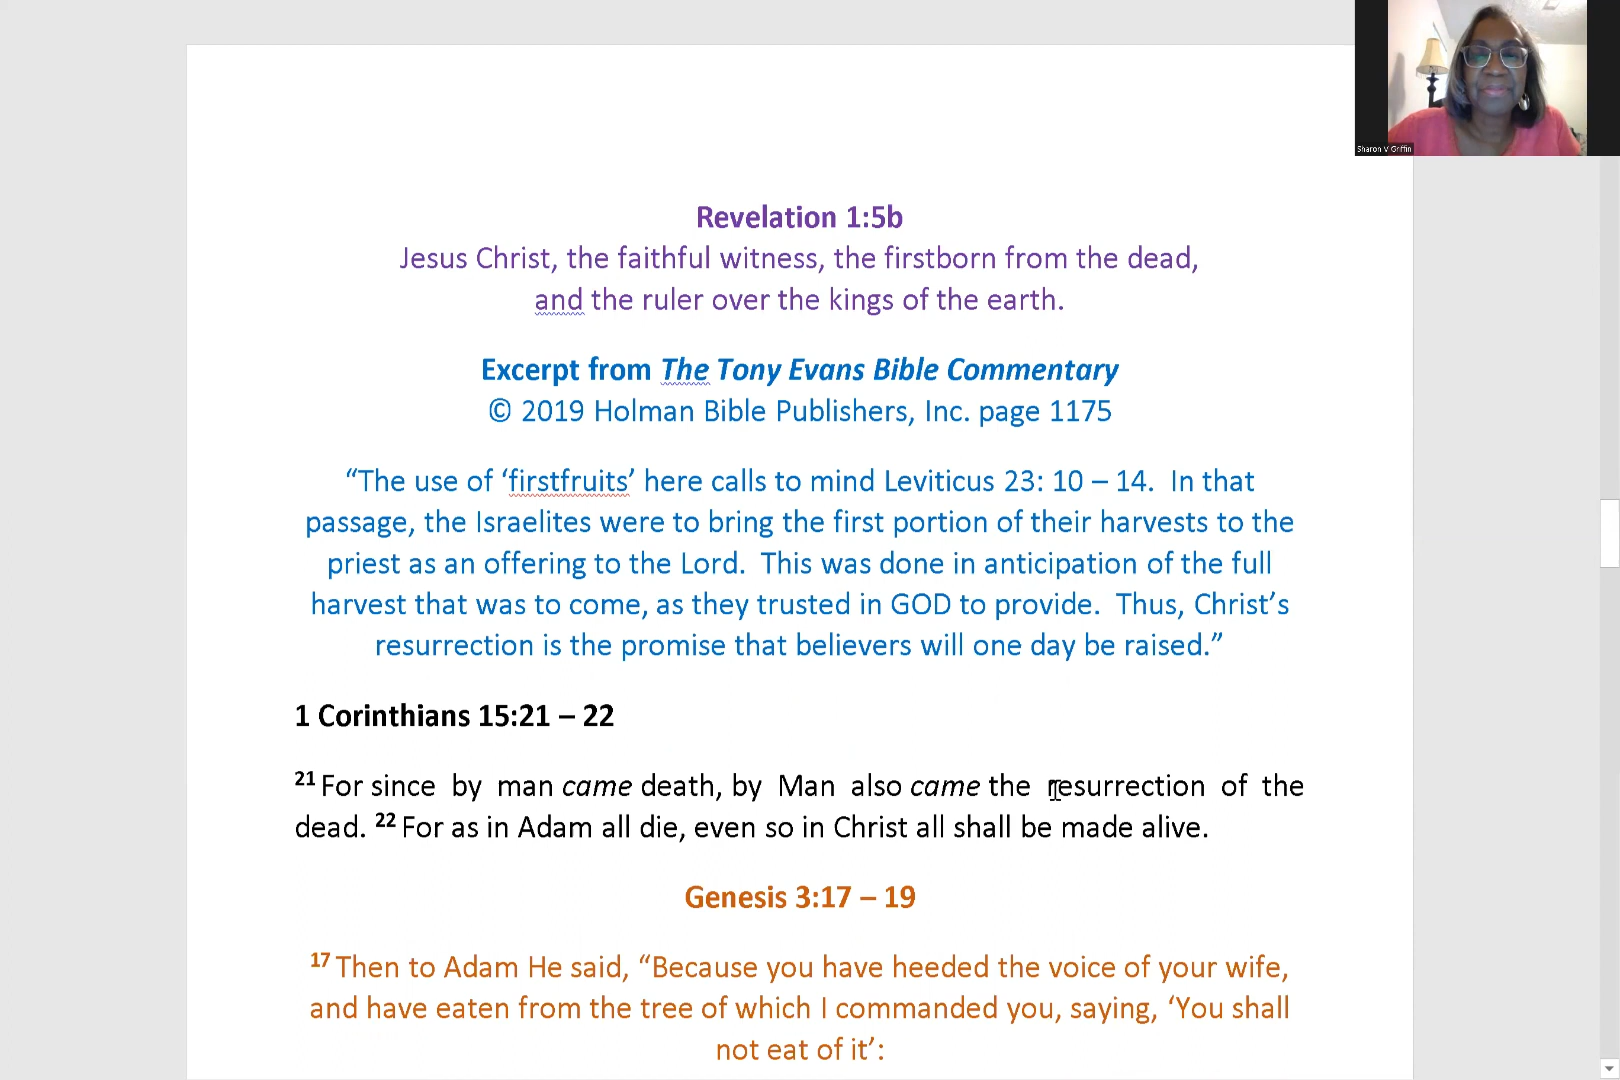 Sharon V Griffin
Revelation 1:5b
Jesus Christ, the faithful witness, the firstborn from the dead,
and the ruler over the kings of the earth.
Excerpt from The Tony Evans Bible Commentary
© 2019 Holman Bible Publishers, Inc. page 1175
“The use of ‘firstfruits’ here calls to mind Leviticus 23: 10 – 14.  In that
passage, the Israelites were to bring the first portion of their harvests to the
priest as an offering to the Lord.  This was done in anticipation of the full
harvest that was to come, as they trusted in GOD to provide.  Thus, Christ’s
resurrection is the promise that believers will one day be raised.”
1 Corinthians 15:21 – 22
21 For since by man came death, by Man also came the resurrection of the
dead. 22 For as in Adam all die, even so in Christ all shall be made alive.
Genesis 3:17 – 19
17 Then to Adam He said, “Because you have heeded the voice of your wife,
and have eaten from the tree of which I commanded you, saying, ‘You shall
not eat of it’: